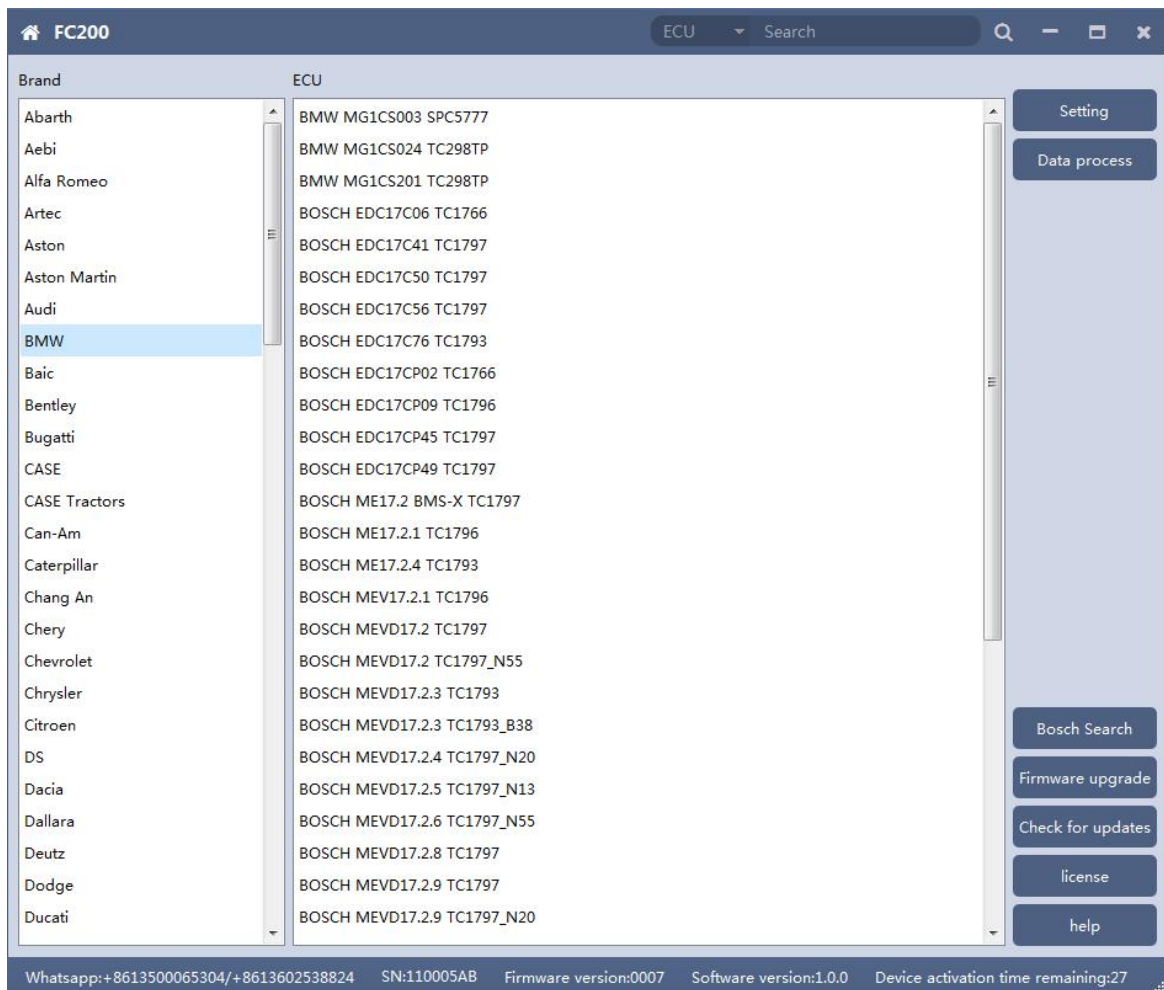 FC200
ECU
Search
Brand
Abarth
Aebi
Alfa Romeo
Artec
Aston
Aston Martin
Audi
BMW
Baic
Bentley
Bugatti
CASE
CASE Tractors
Can-Am
Caterpillar
Chang An
Chery
Chevrolet
Chrysler
Citroen
DS
Dacia
Dallara
Deutz
Dodge
Ducati
ECU
BMW MG1CS003 SPC5777
BMW MG1CS024 TC298TP
BMW MG1CS201 TC298TP
BOSCH EDC17C06 TC1766
BOSCH EDC17C41 TC1797
BOSCH EDC17C50 TC1797
BOSCH EDC17C56 TC1797
BOSCH EDC17C76 TC1793
BOSCH EDC17CP02 TC1766
BOSCH EDC17CP09 TC1796
BOSCH EDC17CP45 TC1797
BOSCH EDC17CP49 TC1797
BOSCH ME17.2 BMS-X TC1797
BOSCH ME17.2.1 TC1796
BOSCH ME17.2.4 TC1793
BOSCH MEV17.2.1 TC1796
BOSCH MEVD17.2 TC1797
BOSCH MEVD17.2 TC1797_N55
BOSCH MEVD17.2.3 TC1793
BOSCH MEVD17.2.3 TC1793_B38
BOSCH MEVD17.2.4 TC1797_N20
BOSCH MEVD17.2.5 TC1797_N13
BOSCH MEVD17.2.6 TC1797_N55
BOSCH MEVD17.2.8 TC1797
BOSCH MEVD17.2.9 TC1797
BOSCH MEVD17.2.9 TC1797_N20
Setting
Data process
Bosch Search
Firmware upgrade
Check for updates
license
help
Whatsapp:+8613500065304/+8613602538824 SN:110005AB Firmware version:0007 Software version:1.0.0 Device activation time remaining:27